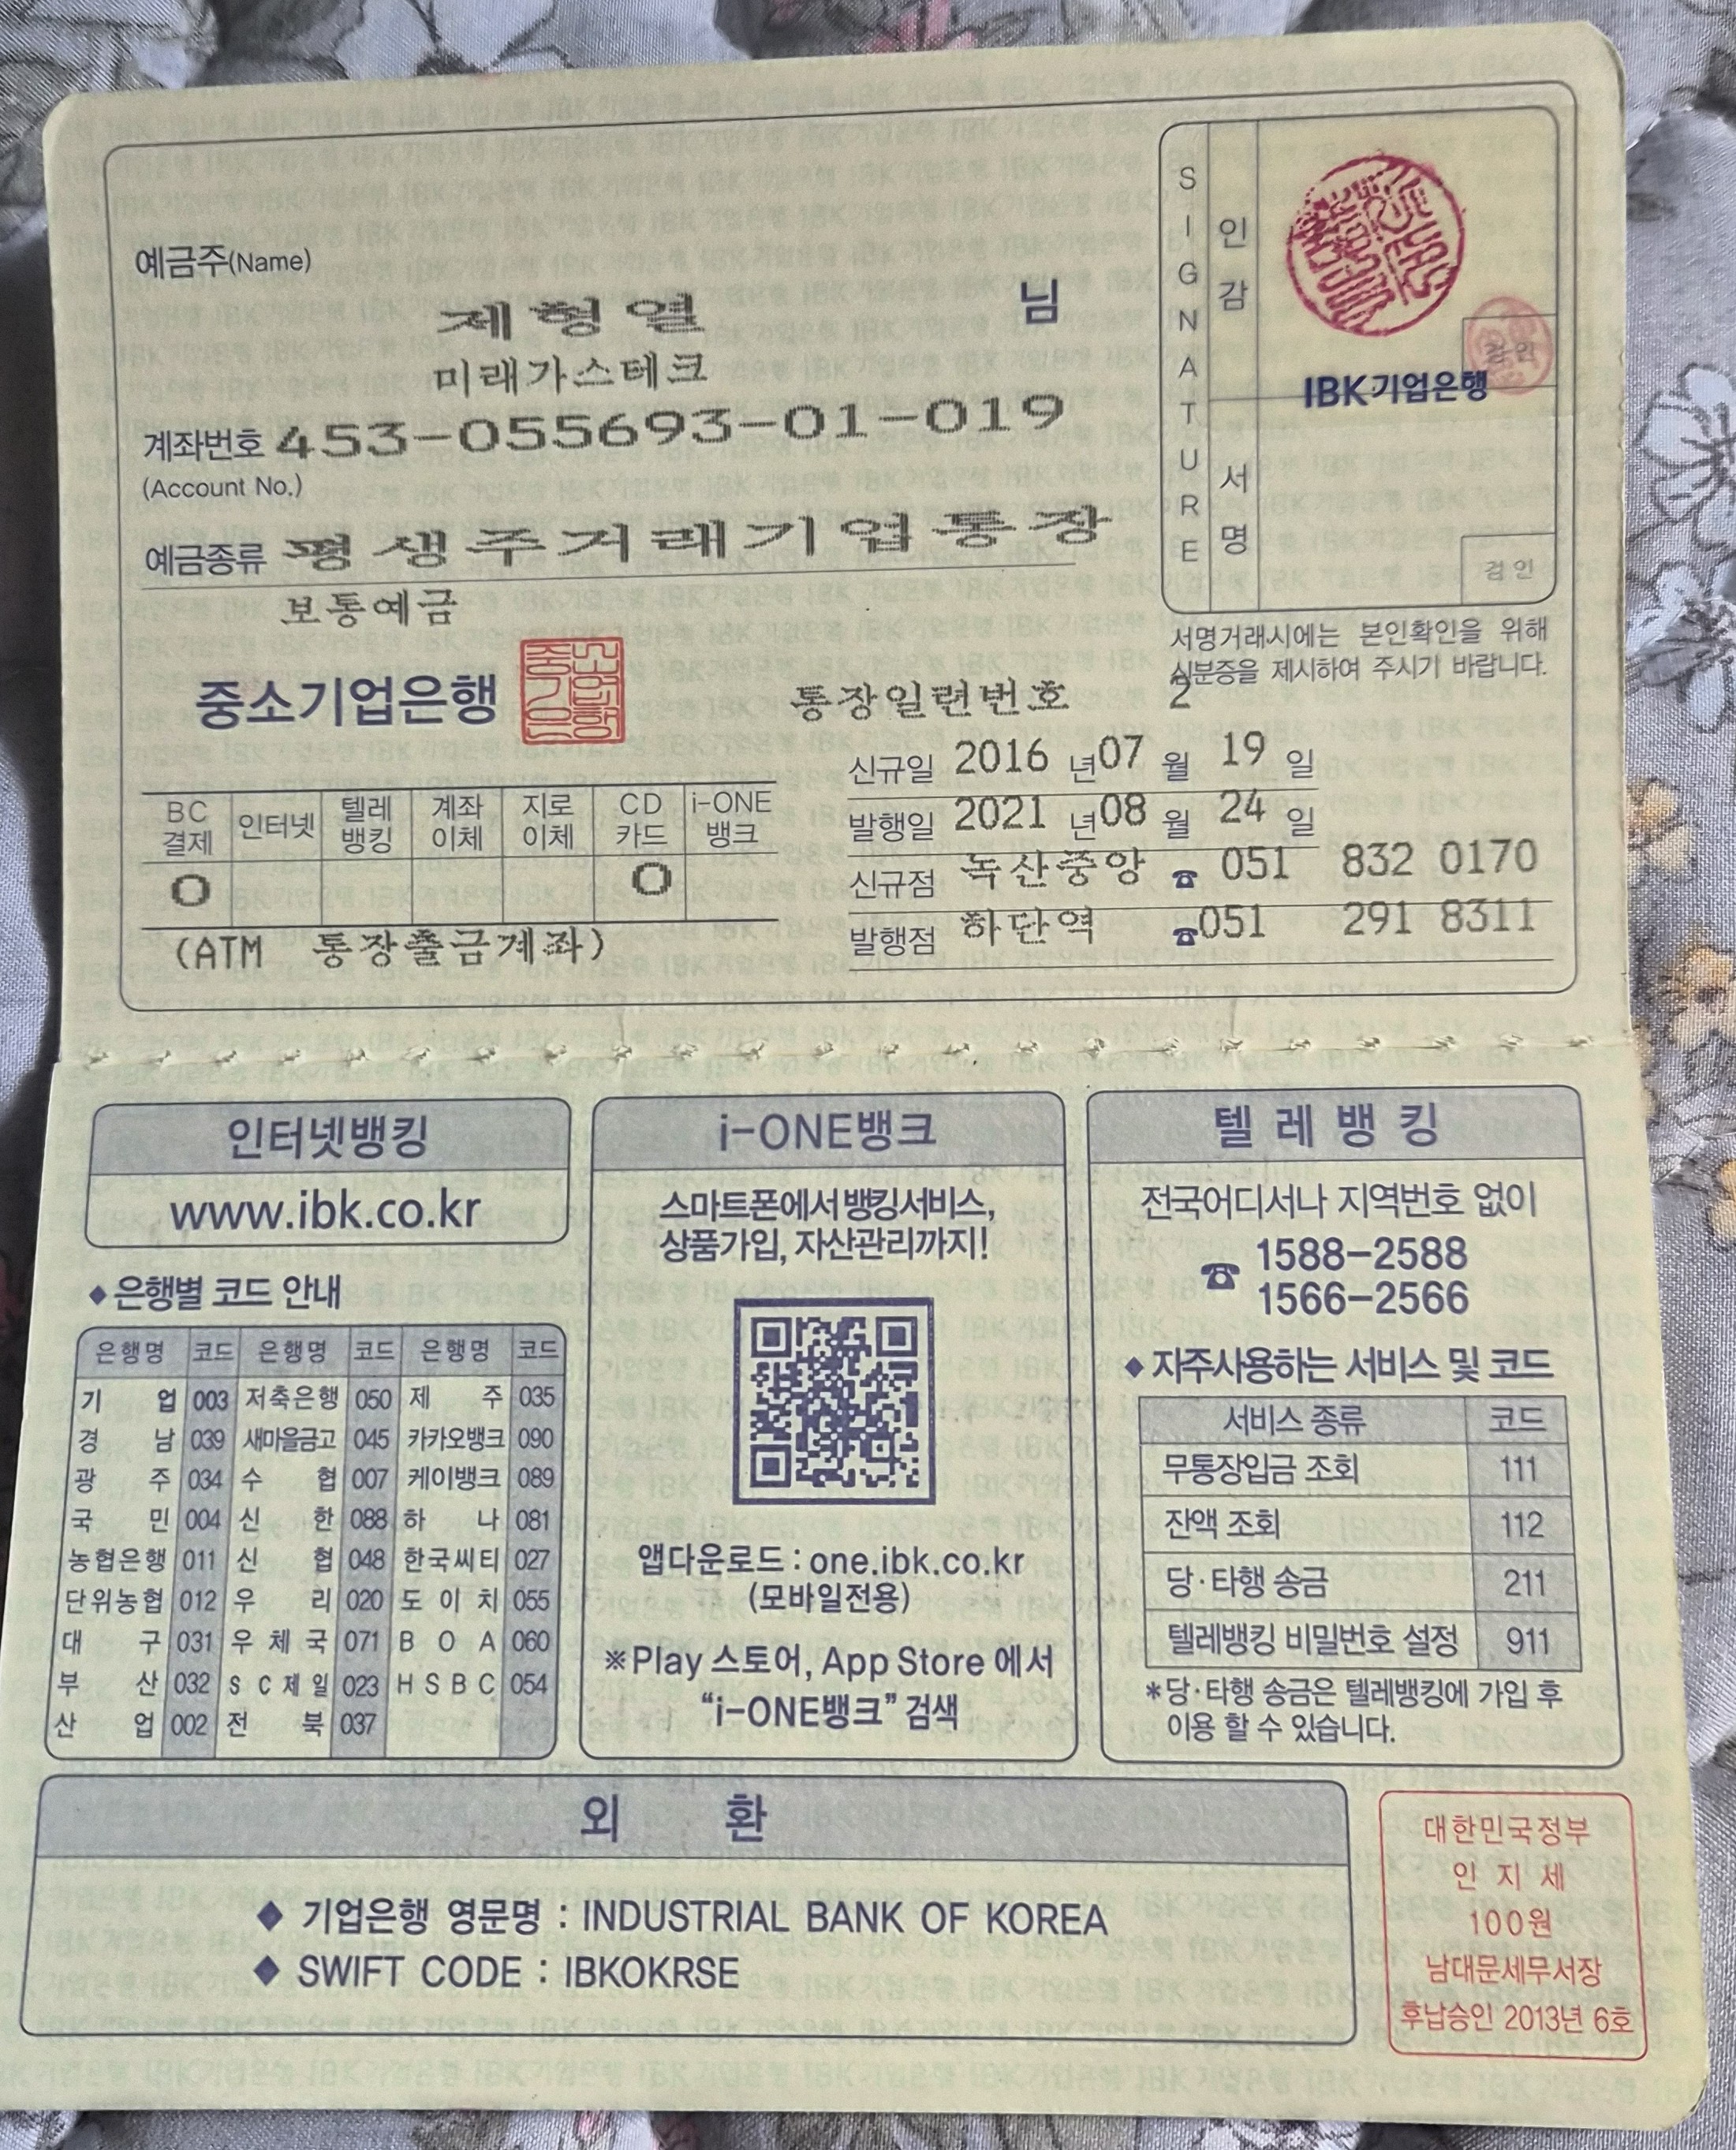 예금주(Name)
제형열 님
미래가스테크
계좌번호 453-055693-01-019
(Account No.)
예금종류 평생주거래기업통장
보통예금
중소기업은행
SIGNATURE
인감
IBK기업은행
검인
서명
검인
서명거래시에는 본인확인을 위해
신분증을 제시하여 주시기 바랍니다.
통장일련번호 2
신규일 2016 년 07 월 19 일
발행일 2021 년 08 월 24 일
신규점 녹산중앙 ☎ 051 832 0170
발행점 하단역 ☎ 051 291 8311
BC결제 인터넷 텔레뱅킹 계좌이체 지로이체 CD카드 i-ONE뱅크
O O
(ATM 통장출금계좌)
인터넷뱅킹
www.ibk.co.kr
◆은행별 코드 안내
은행명 코드 은행명 코드 은행명 코드
기업 003 저축은행 050 제주 035
경남 039 새마을금고 045 카카오뱅크 090
광주 034 수협 007 케이뱅크 089
국민 004 신한 088 하나 081
농협은행 011 신협 048 한국씨티 027
단위농협 012 우리 020 도이치 055
대구 031 우체국 071 BOA 060
부산 032 SC제일 023 HSBC 054
산업 002 전북 037
i-ONE뱅크
스마트폰에서 뱅킹서비스,
상품가입, 자산관리까지!
앱다운로드 : one.ibk.co.kr
(모바일전용)
※Play 스토어, App Store 에서
“i-ONE뱅크” 검색
텔레뱅킹
전국어디서나 지역번호 없이
☎ 1588-2588
1566-2566
◆자주사용하는 서비스 및 코드
서비스 종류 코드
무통장입금 조회 111
잔액 조회 112
당·타행 송금 211
텔레뱅킹 비밀번호 설정 911
*당·타행 송금은 텔레뱅킹에 가입 후
이용 할 수 있습니다.
외환
◆ 기업은행 영문명 : INDUSTRIAL BANK OF KOREA
◆ SWIFT CODE : IBKOKRSE
대한민국정부
인지세
100원
남대문세무서장
후납승인 2013년 6호